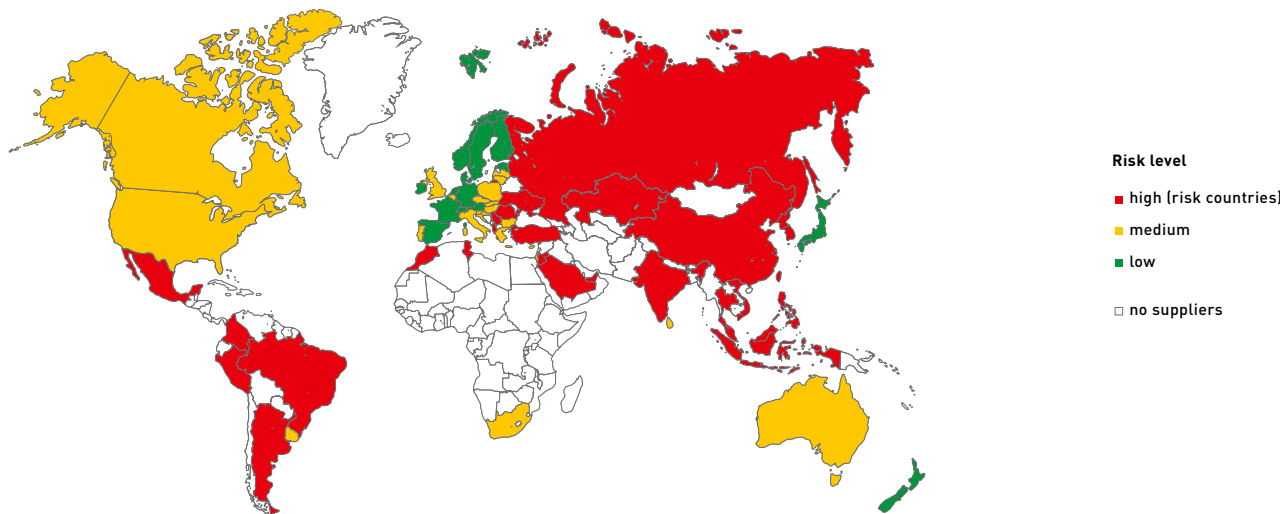 Risk level
high (risk countries)
medium
low
no suppliers